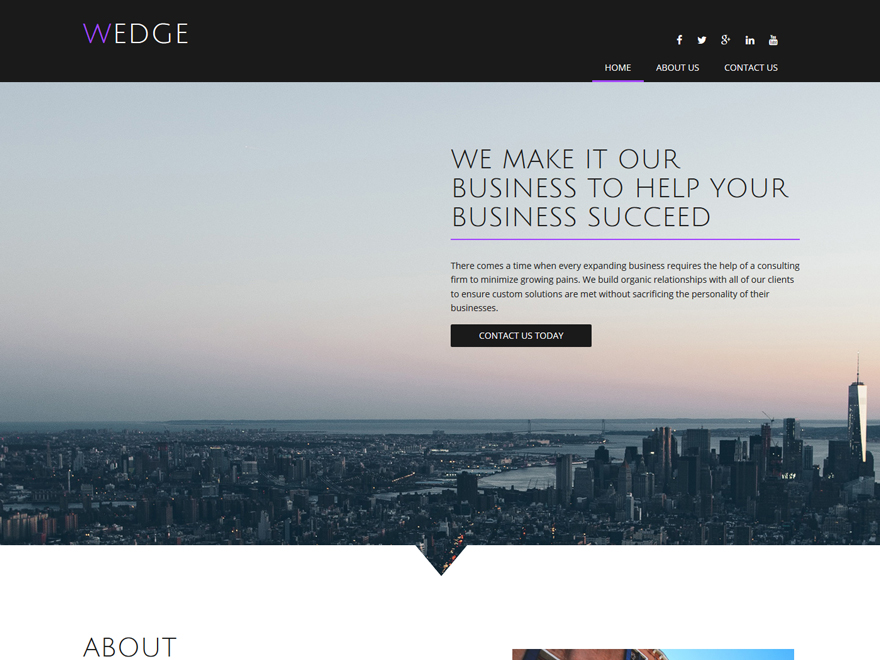 WEDGE
HOME ABOUT US CONTACT US
WE MAKE IT OUR
BUSINESS TO HELP YOUR
BUSINESS SUCCEED
There comes a time when every expanding business requires the help of a consulting
firm to minimize growing pains. We build organic relationships with all of our clients
to ensure custom solutions are met without sacrificing the personality of their
businesses.
CONTACT US TODAY
ABOUT